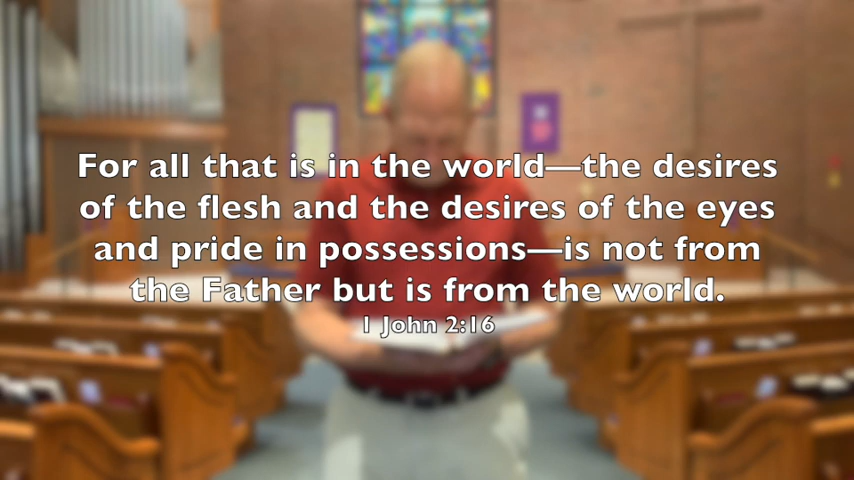 For all that is in the world—the desires
of the flesh and the desires of the eyes
and pride in possessions—is not from
the Father but is from the world.
1 John 2:16